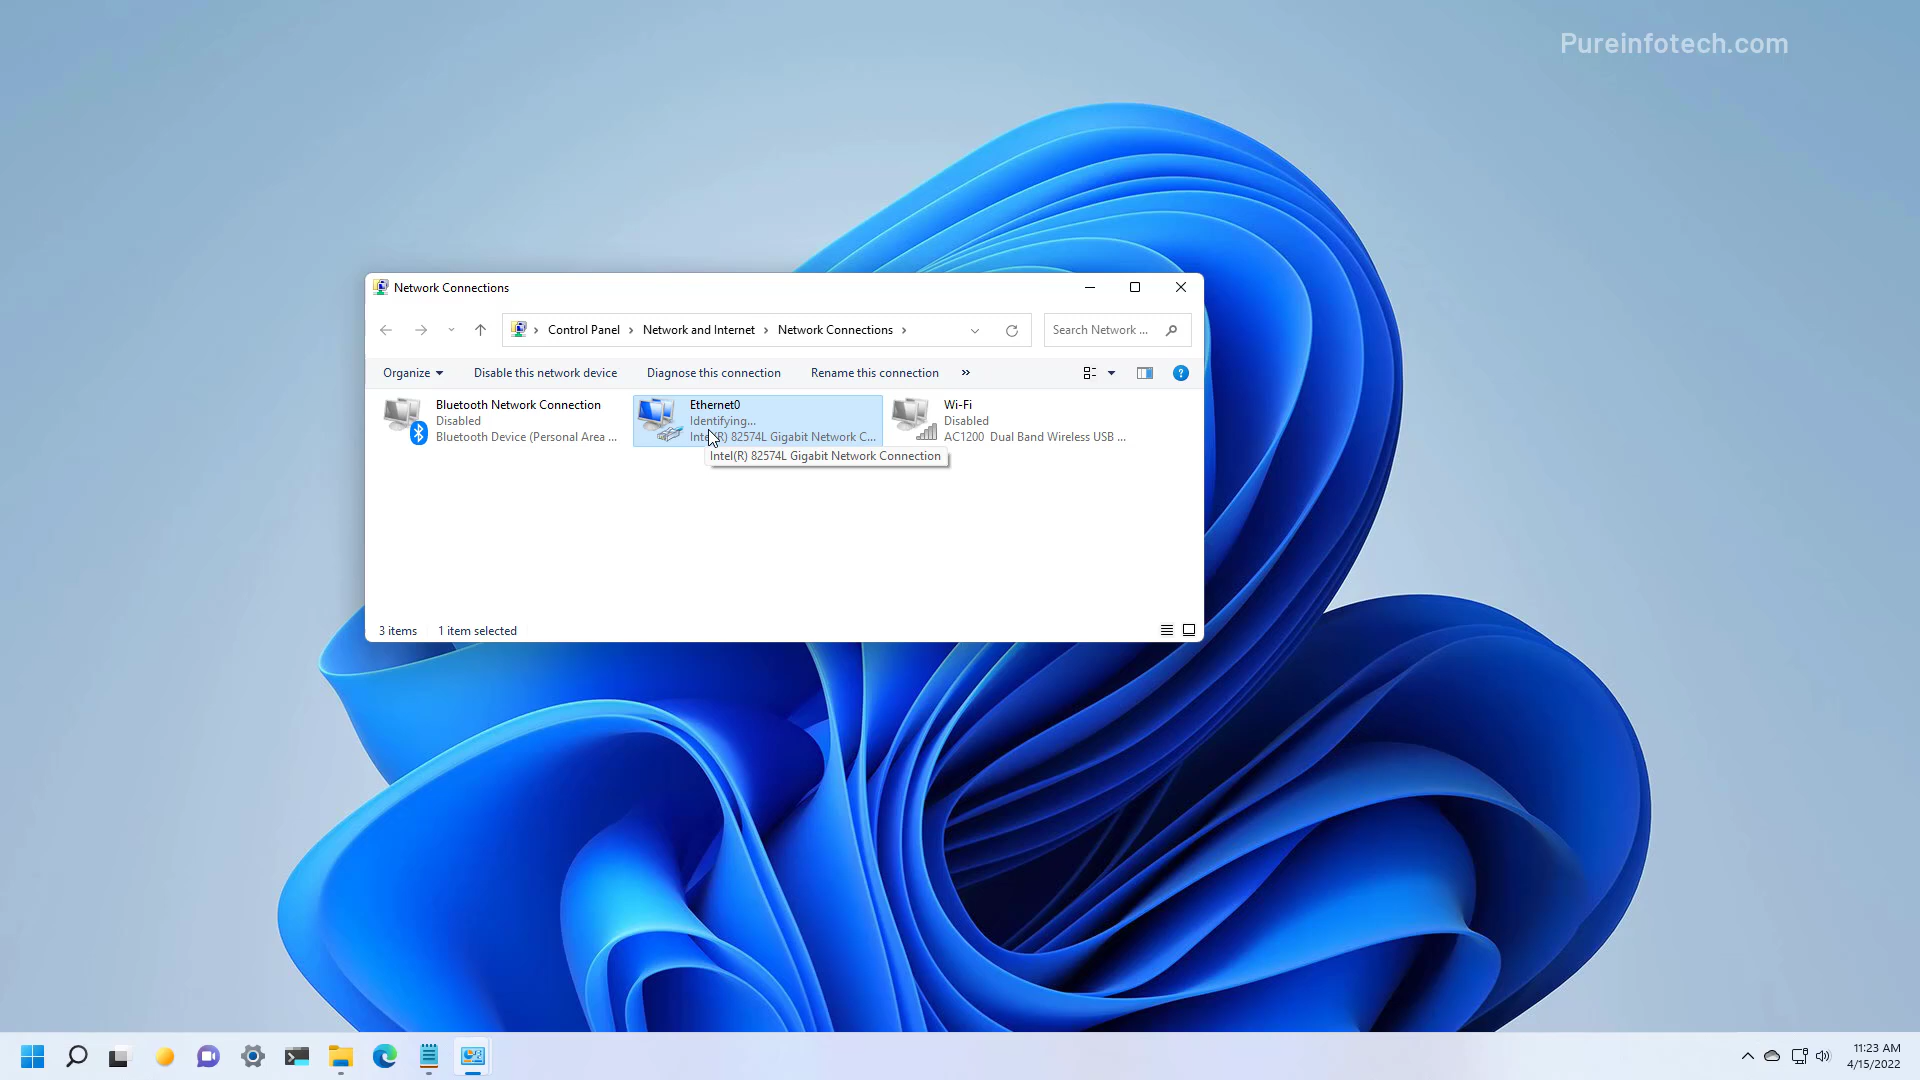 Pureinfotech.com
Network Connections
Control Panel > Network and Internet > Network Connections >
Search Network ...
Organize
Disable this network device
Diagnose this connection
Rename this connection
»
Bluetooth Network Connection
Disabled
Bluetooth Device (Personal Area ...
Ethernet0
Identifying...
Intel(R) 82574L Gigabit Network C...
Intel(R) 82574L Gigabit Network Connection
Wi-Fi
Disabled
AC1200 Dual Band Wireless USB ...
3 items
1 item selected
11:23 AM
4/15/2022